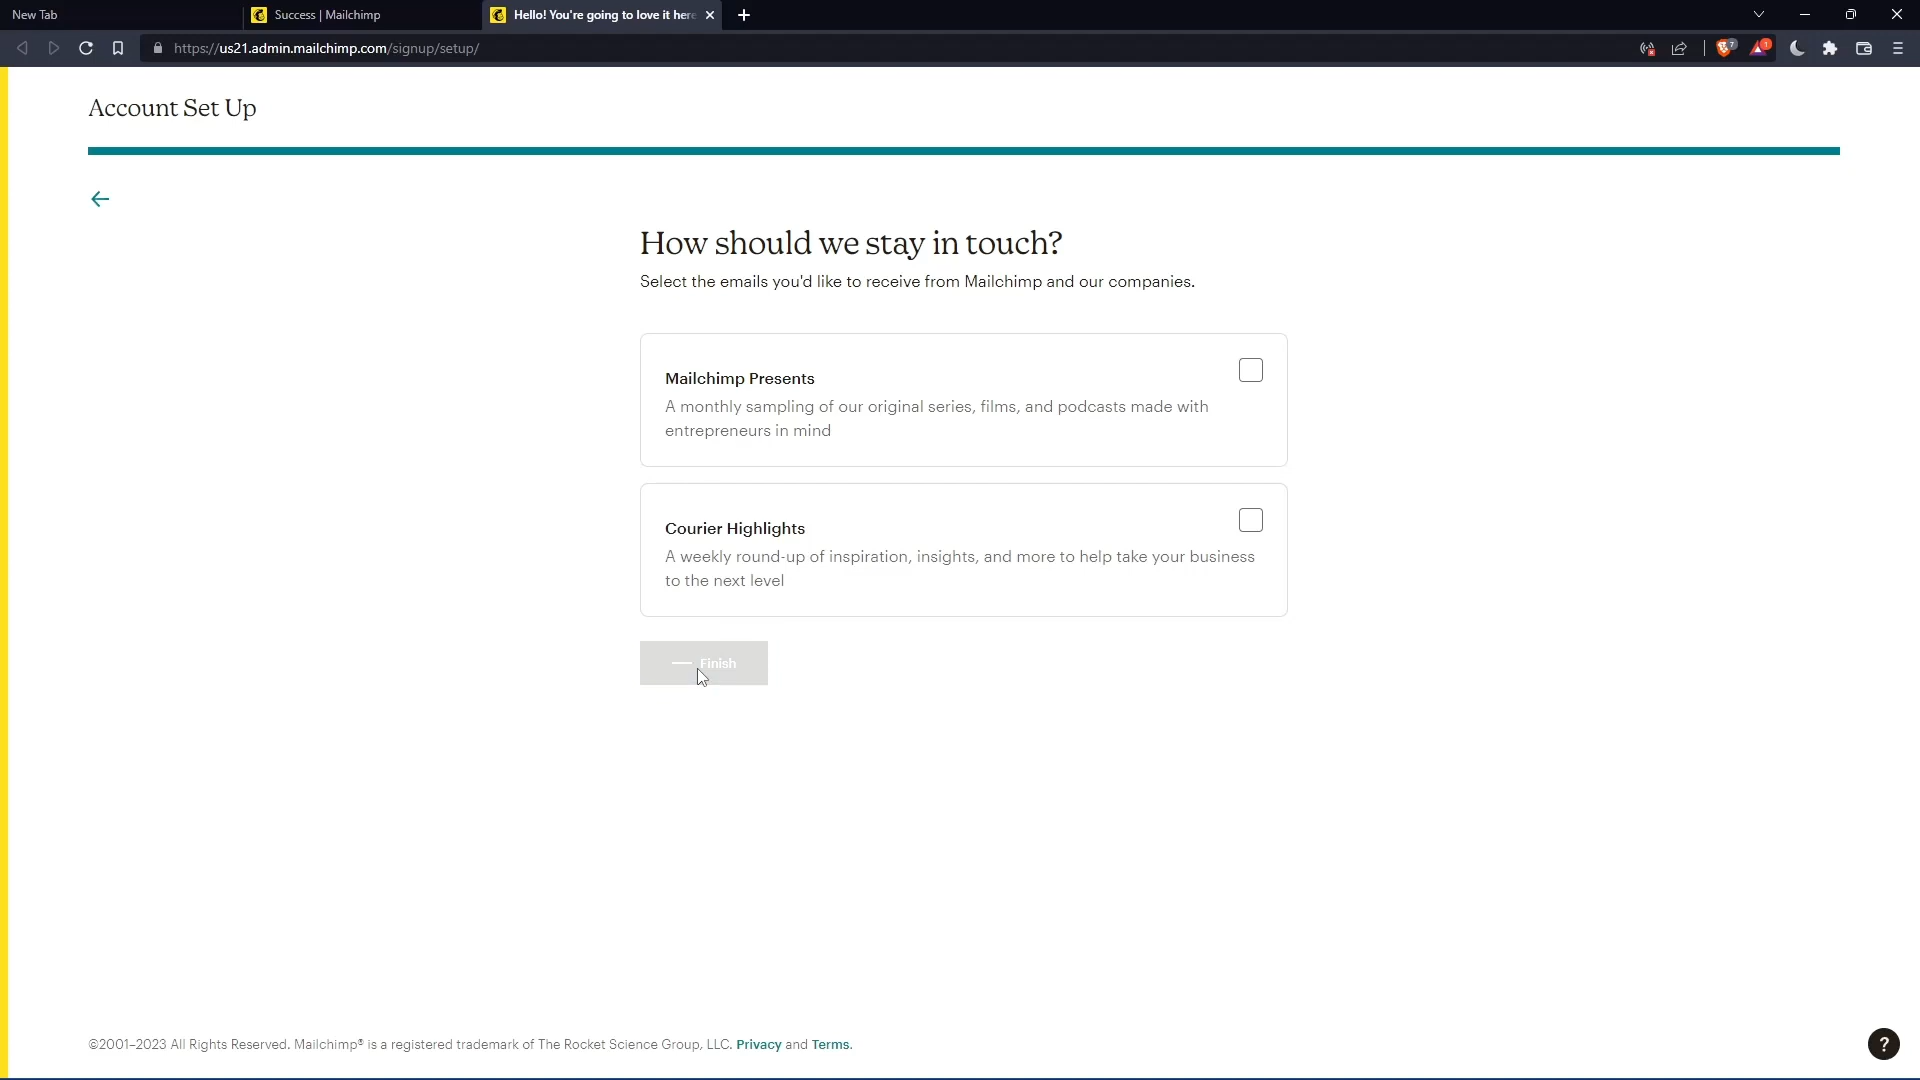 New Tab
Success | Mailchimp
Hello! You're going to love it here
https://us21.admin.mailchimp.com/signup/setup/
7
1
Account Set Up
How should we stay in touch?
Select the emails you'd like to receive from Mailchimp and our companies.
Mailchimp Presents
A monthly sampling of our original series, films, and podcasts made with
entrepreneurs in mind
Courier Highlights
A weekly round-up of inspiration, insights, and more to help take your business
to the next level
Finish
©2001–2023 All Rights Reserved. Mailchimp® is a registered trademark of The Rocket Science Group, LLC. Privacy and Terms.
?